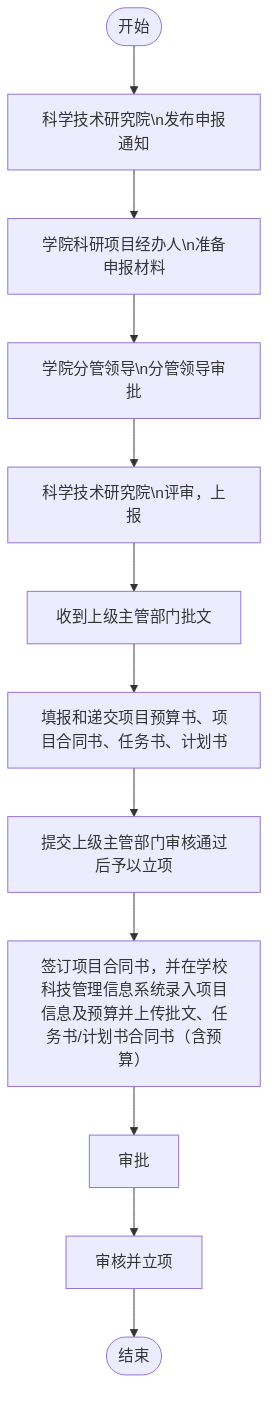 开始
科学技术研究院\n发布申报
通知
学院科研项目经办人\n准备
申报材料
学院分管领导\n分管领导审
批
科学技术研究院\n评审，上
报
收到上级主管部门批文
填报和递交项目预算书、项
目合同书、任务书、计划书
提交上级主管部门审核通过
后予以立项
签订项目合同书，并在学校
科技管理信息系统录入项目
信息及预算并上传批文、任
务书/计划书合同书（含预
算）
审批
审核并立项
结束